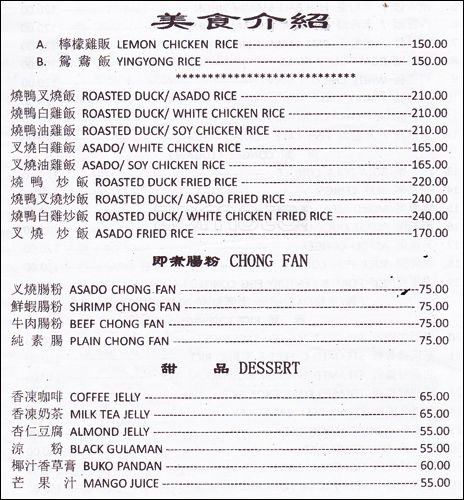 美食介紹
A. 檸檬雞販 LEMON CHICKEN RICE 150.00
B. 鴛鴦飯 YINGYONG RICE 150.00
****************************
燒鴨叉燒飯 ROASTED DUCK/ ASADO RICE 210.00
燒鴨白雞飯 ROASTED DUCK/ WHITE CHICKEN RICE 210.00
燒鴨油雞飯 ROASTED DUCK/ SOY CHICKEN RICE 210.00
叉燒白雞飯 ASADO/ WHITE CHICKEN RICE 165.00
叉燒油雞飯 ASADO/ SOY CHICKEN RICE 165.00
燒鴨炒飯 ROASTED DUCK FRIED RICE 220.00
燒鴨叉燒炒飯 ROASTED DUCK/ ASADO FRIED RICE 240.00
燒鴨白雞炒飯 ROASTED DUCK/ WHITE CHICKEN FRIED RICE 240.00
叉燒炒飯 ASADO FRIED RICE 170.00
即煮腸粉 CHONG FAN
叉燒腸粉 ASADO CHONG FAN 75.00
鮮蝦腸粉 SHRIMP CHONG FAN 75.00
牛肉腸粉 BEEF CHONG FAN 75.00
純素腸 PLAIN CHONG FAN 75.00
甜品 DESSERT
香凍咖啡 COFFEE JELLY 65.00
香凍奶茶 MILK TEA JELLY 65.00
杏仁豆腐 ALMOND JELLY 55.00
涼粉 BLACK GULAMAN 55.00
椰汁香草膏 BUKO PANDAN 60.00
芒果汁 MANGO JUICE 55.00